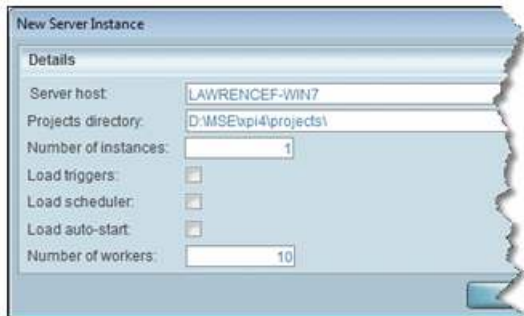 New Server Instance
Details
Server host: LAWRENCEF-WIN7
Projects directory: D:\MSE\xpi4\projects\
Number of instances: 1
Load triggers:
Load scheduler:
Load auto-start:
Number of workers: 10